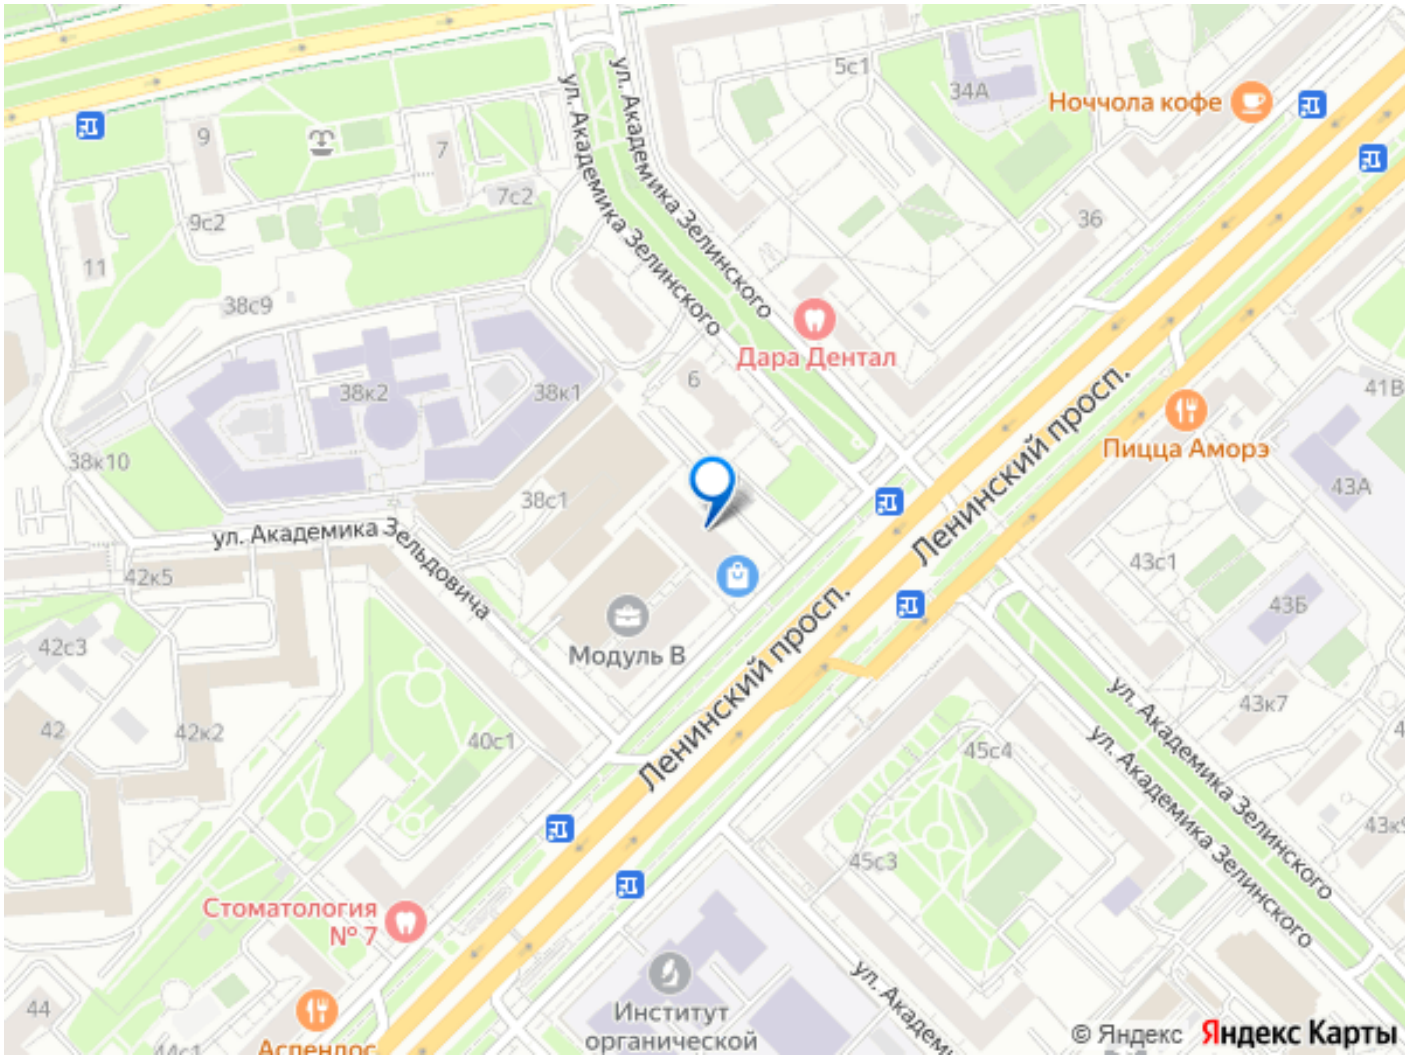 ул. Академика Зелинского
ул. Академика Зелинского
5с1
34А
Ноччола кофе
9
7
7с2
9с2
36
11
38с9
Дара Дентал
38к2
38к1
6
41В
Пицца Аморэ
38к10
38с1
43А
Ленинский просп.
ул. Академика Зельдовича
42к5
43с1
43Б
42с3
Модуль В
Ленинский просп.
ул. Академика Зелинского
ул. Академика Зелинского
43к7
42
42к2
40с1
45с4
45с3
Стоматология
№ 7
44
Институт
органической
Аспендос
44с1
© Яндекс Яндекс Карты